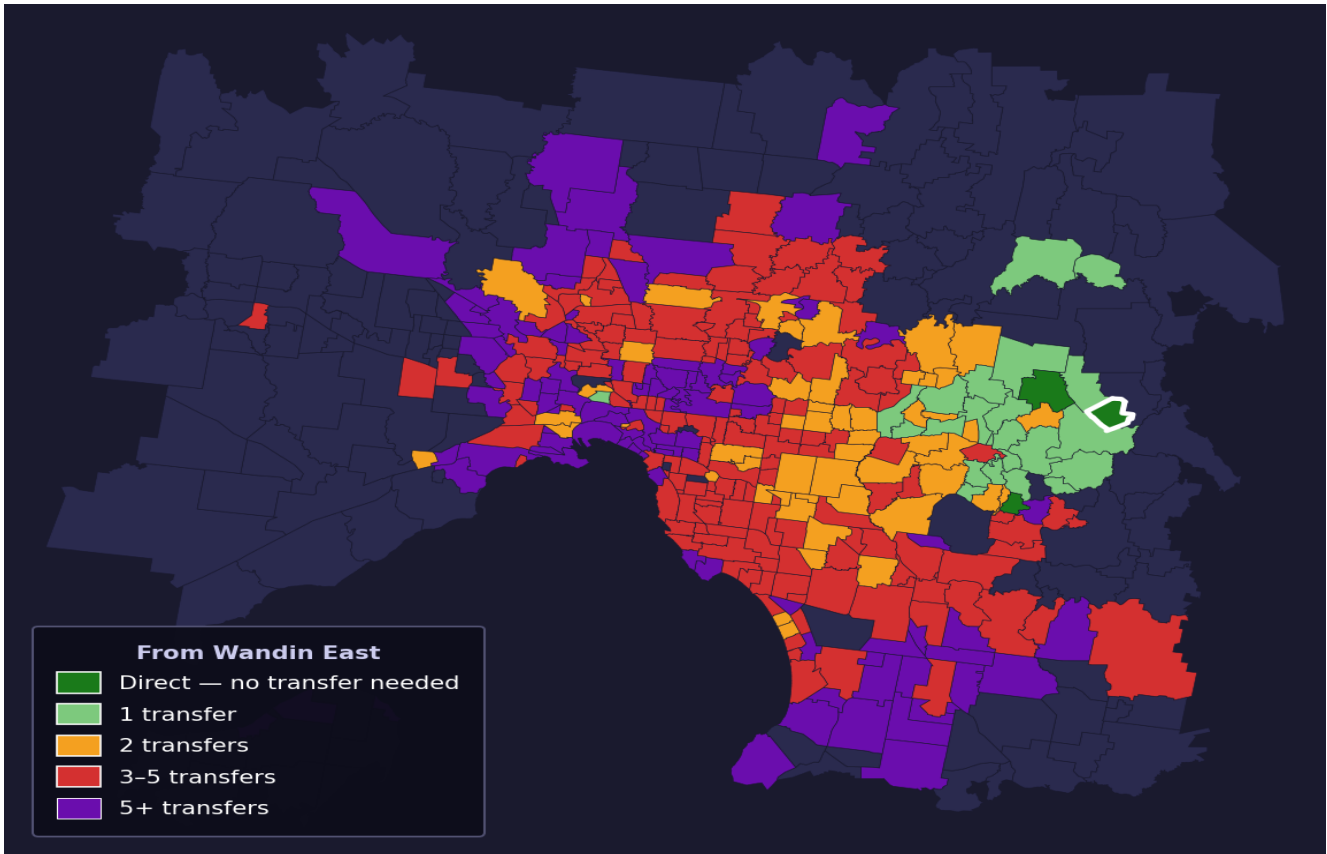 From Wandin East
Direct — no transfer needed
1 transfer
2 transfers
3–5 transfers
5+ transfers